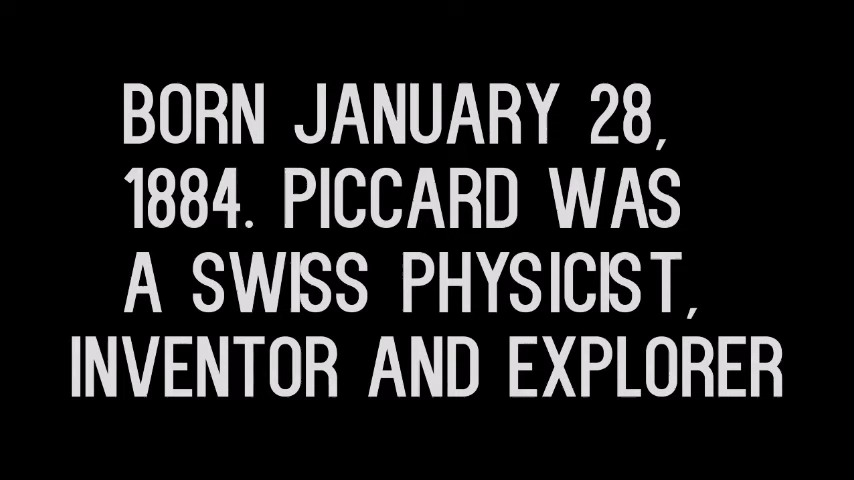 BORN JANUARY 28,
1884. PICCARD WAS
A SWISS PHYSICIST,
INVENTOR AND EXPLORER